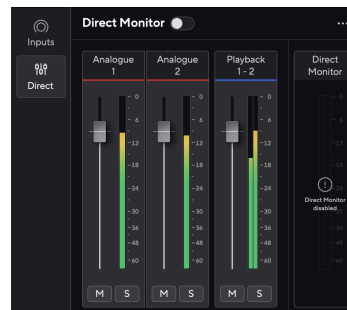 Inputs
Direct
Direct Monitor
...
Analogue
1
0
6
-12
-18
-24
-30
-36
-48
-60
M S
Analogue
2
0
6
-12
-18
-24
-30
-36
-48
-60
M S
Playback
1 - 2
0
6
-12
-18
-24
-30
-36
-48
-60
M S
Direct
Monitor
Direct Monitor
disabled